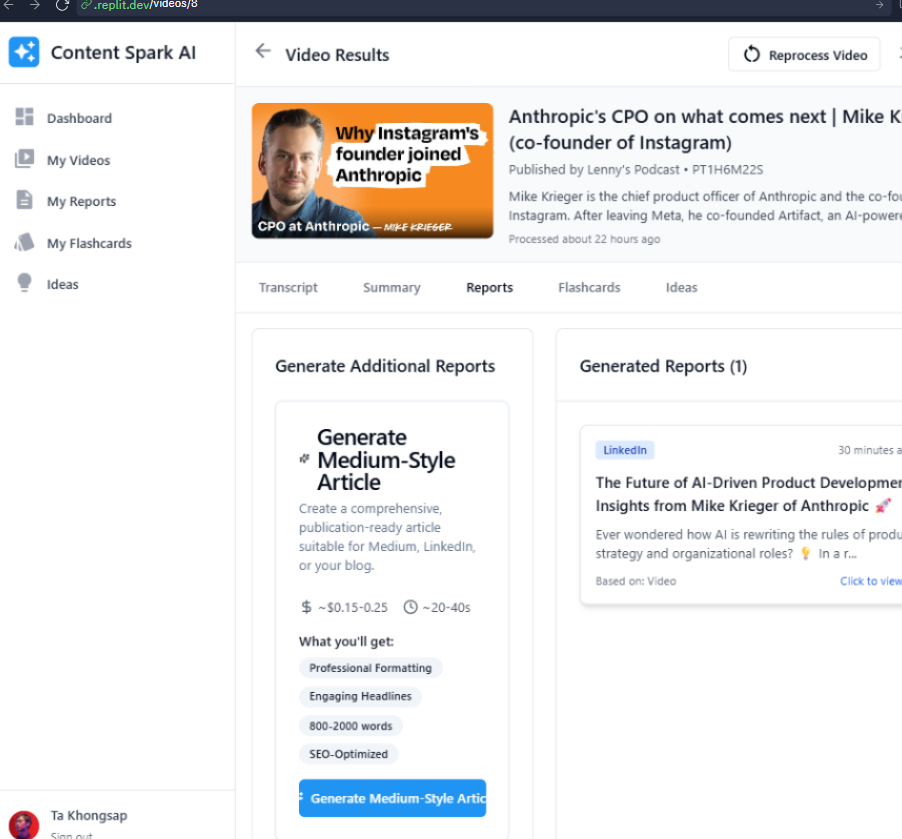 .replit.dev/videos/8
Content Spark AI
Video Results
Reprocess Video
Dashboard
My Videos
My Reports
My Flashcards
Ideas
Why Instagram's
founder joined
Anthropic
CPO at Anthropic — MIKE KRIEGER
Anthropic's CPO on what comes next | Mike K
(co-founder of Instagram)
Published by Lenny's Podcast • PT1H6M22S
Mike Krieger is the chief product officer of Anthropic and the co-fou
Instagram. After leaving Meta, he co-founded Artifact, an AI-powere
Processed about 22 hours ago
Transcript Summary Reports Flashcards Ideas
Generate Additional Reports
Generate
Medium-Style
Article
Create a comprehensive,
publication-ready article
suitable for Medium, LinkedIn,
or your blog.
$ ~$0.15-0.25 ~20-40s
What you'll get:
Professional Formatting
Engaging Headlines
800-2000 words
SEO-Optimized
Generate Medium-Style Artic
Generated Reports (1)
LinkedIn 30 minutes a
The Future of AI-Driven Product Developmen
Insights from Mike Krieger of Anthropic 🚀
Ever wondered how AI is rewriting the rules of produ
strategy and organizational roles? 💡 In a r...
Based on: Video Click to view
Ta Khongsap
Sign out